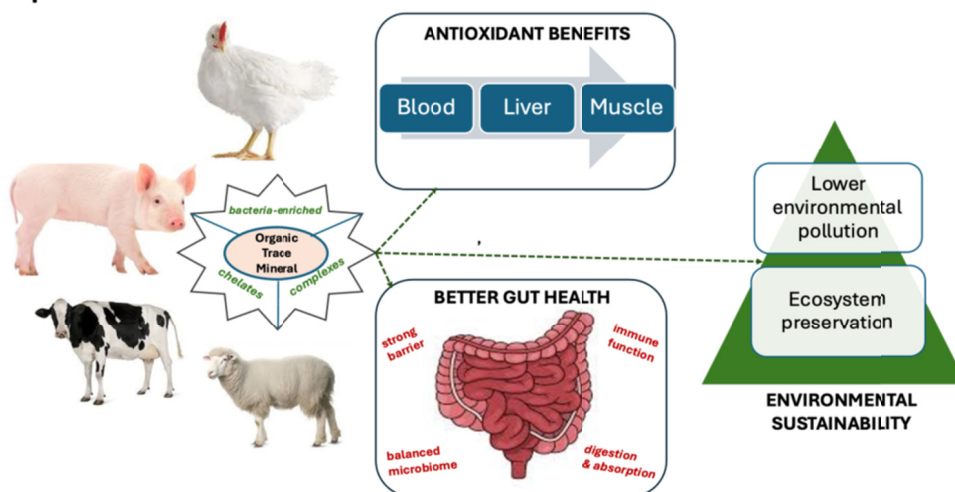 ANTIOXIDANT BENEFITS
Blood
Liver
Muscle
bacteria-enriched
Organic
Trace
Mineral
chelates
complexes
,
BETTER GUT HEALTH
strong
barrier
immune
function
balanced
microbiome
digestion
& absorption
Lower
environmental
pollution
Ecosystem
preservation
ENVIRONMENTAL
SUSTAINABILITY